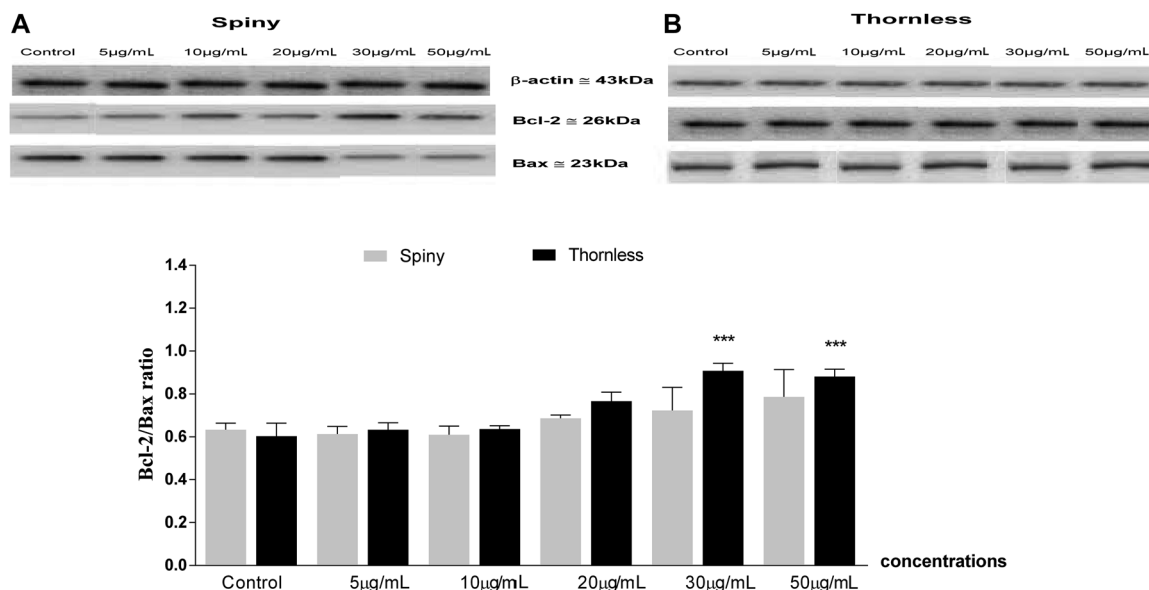 A
Spiny
Control 5µg/mL 10µg/mL 20µg/mL 30µg/mL 50µg/mL
β-actin ≅ 43kDa
Bcl-2 ≅ 26kDa
Bax ≅ 23kDa
B
Thornless
Control 5µg/mL 10µg/mL 20µg/mL 30µg/mL 50µg/mL
Spiny Thornless
1.4
1.2
1.0
0.8
0.6
0.4
0.2
0.0
Bcl-2/Bax ratio
*** ***
Control 5µg/mL 10µg/mL 20µg/mL 30µg/mL 50µg/mL
concentrations